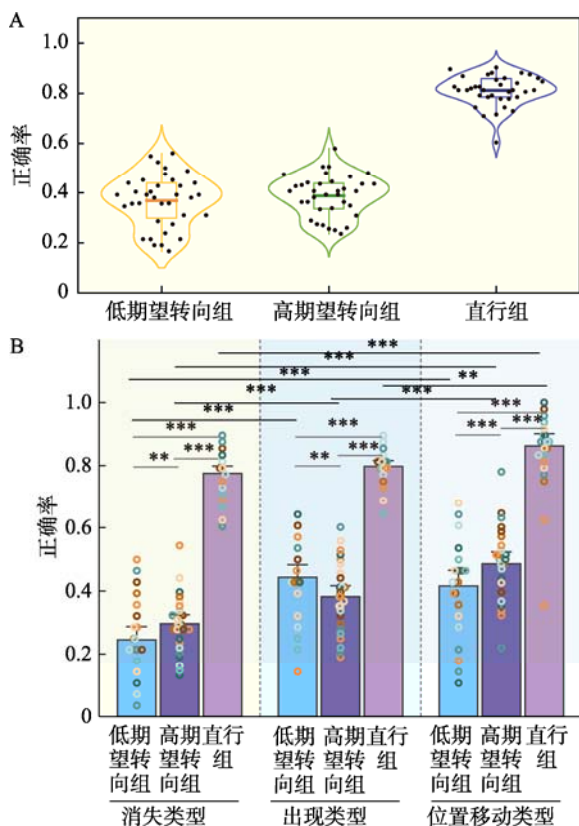 A
1.0
0.8
0.6
0.4
0.2
0
正确率
低期望转向组
高期望转向组
直行组
B
***
***
***
**
***
***
***
***
***
***
***
***
***
**
**
1.0
0.8
0.6
0.4
0.2
0
正确率
低期
望转
向组
高期
望转
向组
直行
组
低期
望转
向组
高期
望转
向组
直行
组
低期
望转
向组
高期
望转
向组
直行
组
消失类型
出现类型
位置移动类型